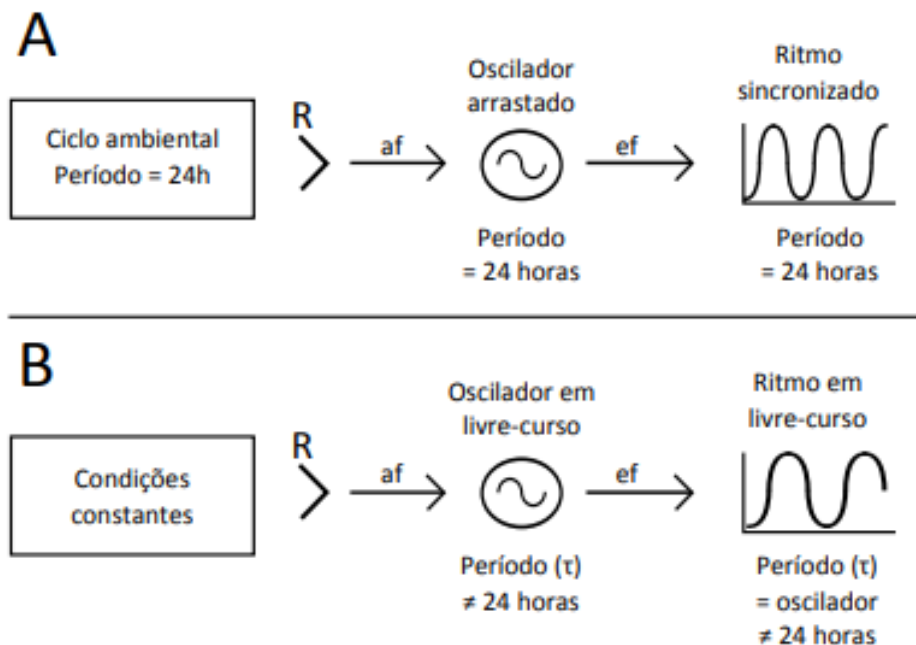 A
Ciclo ambiental
Período = 24h
R
af
Oscilador
arrastado
Período
= 24 horas
ef
Ritmo
sincronizado
Período
= 24 horas
B
Condições
constantes
R
af
Oscilador em
livre-curso
Período (τ)
≠ 24 horas
ef
Ritmo em
livre-curso
Período (τ)
= oscilador
≠ 24 horas